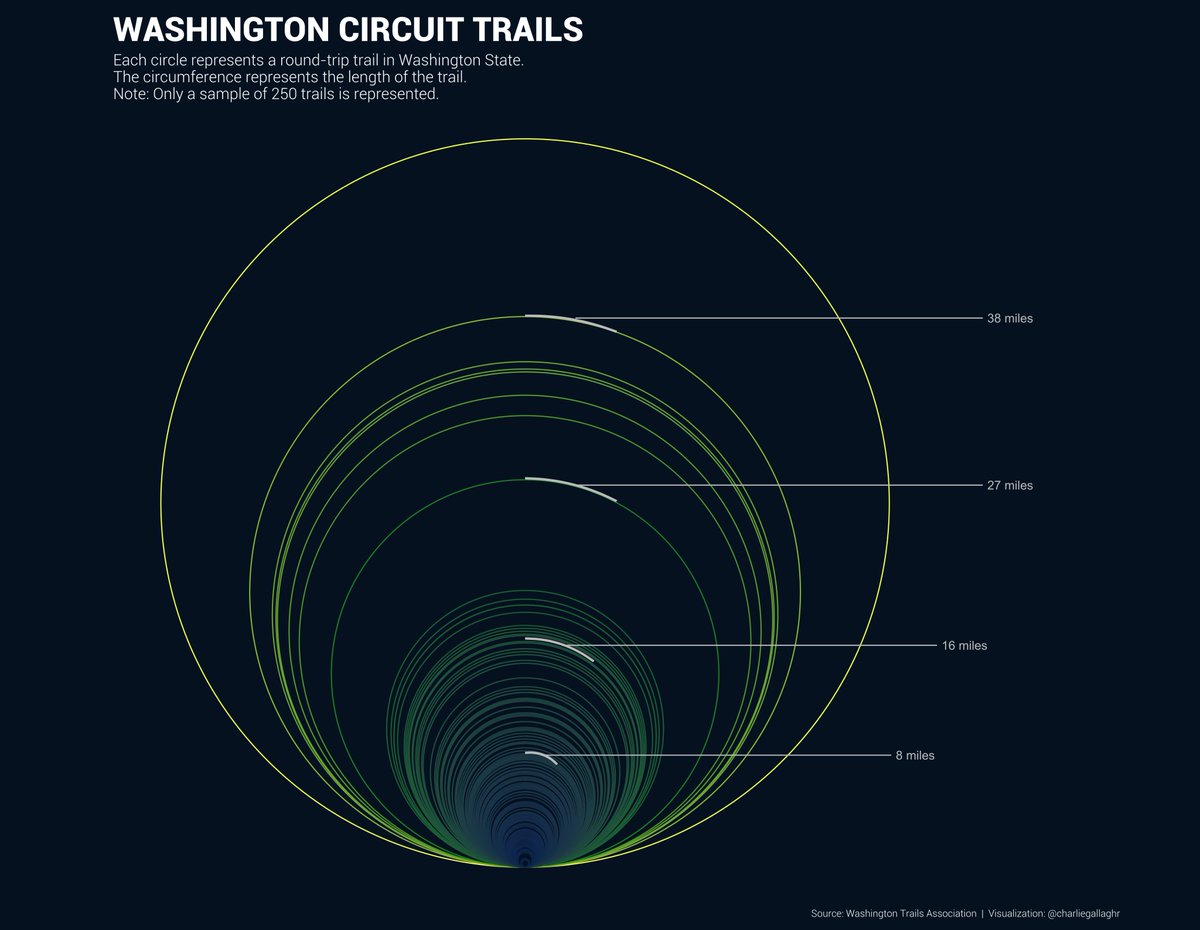 WASHINGTON CIRCUIT TRAILS
Each circle represents a round-trip trail in Washington State.
The circumference represents the length of the trail.
Note: Only a sample of 250 trails is represented.
38 miles
27 miles
16 miles
8 miles
Source: Washington Trails Association | Visualization: @charliegallaghr